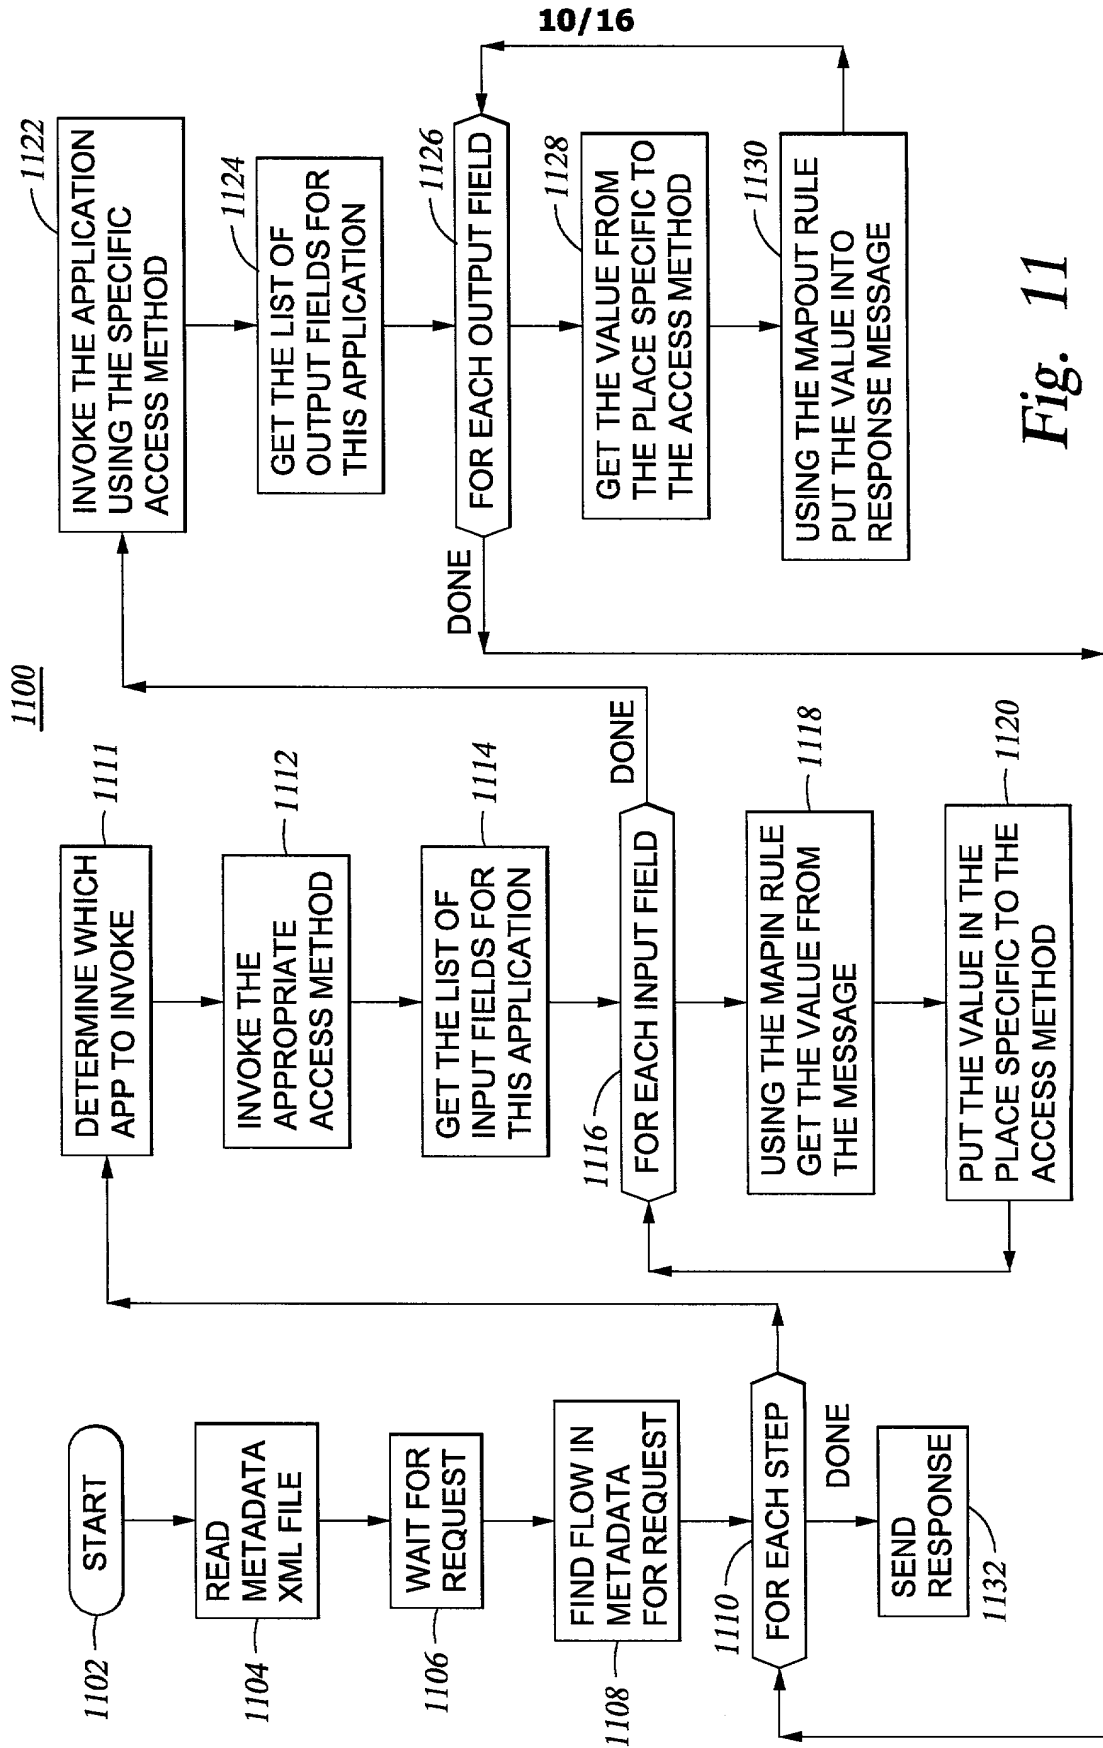 10/16
1100
START
1102
READ
METADATA
XML FILE
1104
WAIT FOR
REQUEST
1106
FIND FLOW IN
METADATA
FOR REQUEST
1108
FOR EACH STEP
1110
DONE
SEND
RESPONSE
1132
DETERMINE WHICH
APP TO INVOKE
1111
INVOKE THE
APPROPRIATE
ACCESS METHOD
1112
GET THE LIST OF
INPUT FIELDS FOR
THIS APPLICATION
1114
FOR EACH INPUT FIELD
1116
DONE
USING THE MAPIN RULE
GET THE VALUE FROM
THE MESSAGE
1118
PUT THE VALUE IN THE
PLACE SPECIFIC TO THE
ACCESS METHOD
1120
INVOKE THE APPLICATION
USING THE SPECIFIC
ACCESS METHOD
1122
GET THE LIST OF
OUTPUT FIELDS FOR
THIS APPLICATION
1124
FOR EACH OUTPUT FIELD
1126
DONE
GET THE VALUE FROM
THE PLACE SPECIFIC TO
THE ACCESS METHOD
1128
USING THE MAPOUT RULE
PUT THE VALUE INTO
RESPONSE MESSAGE
1130
Fig. 11